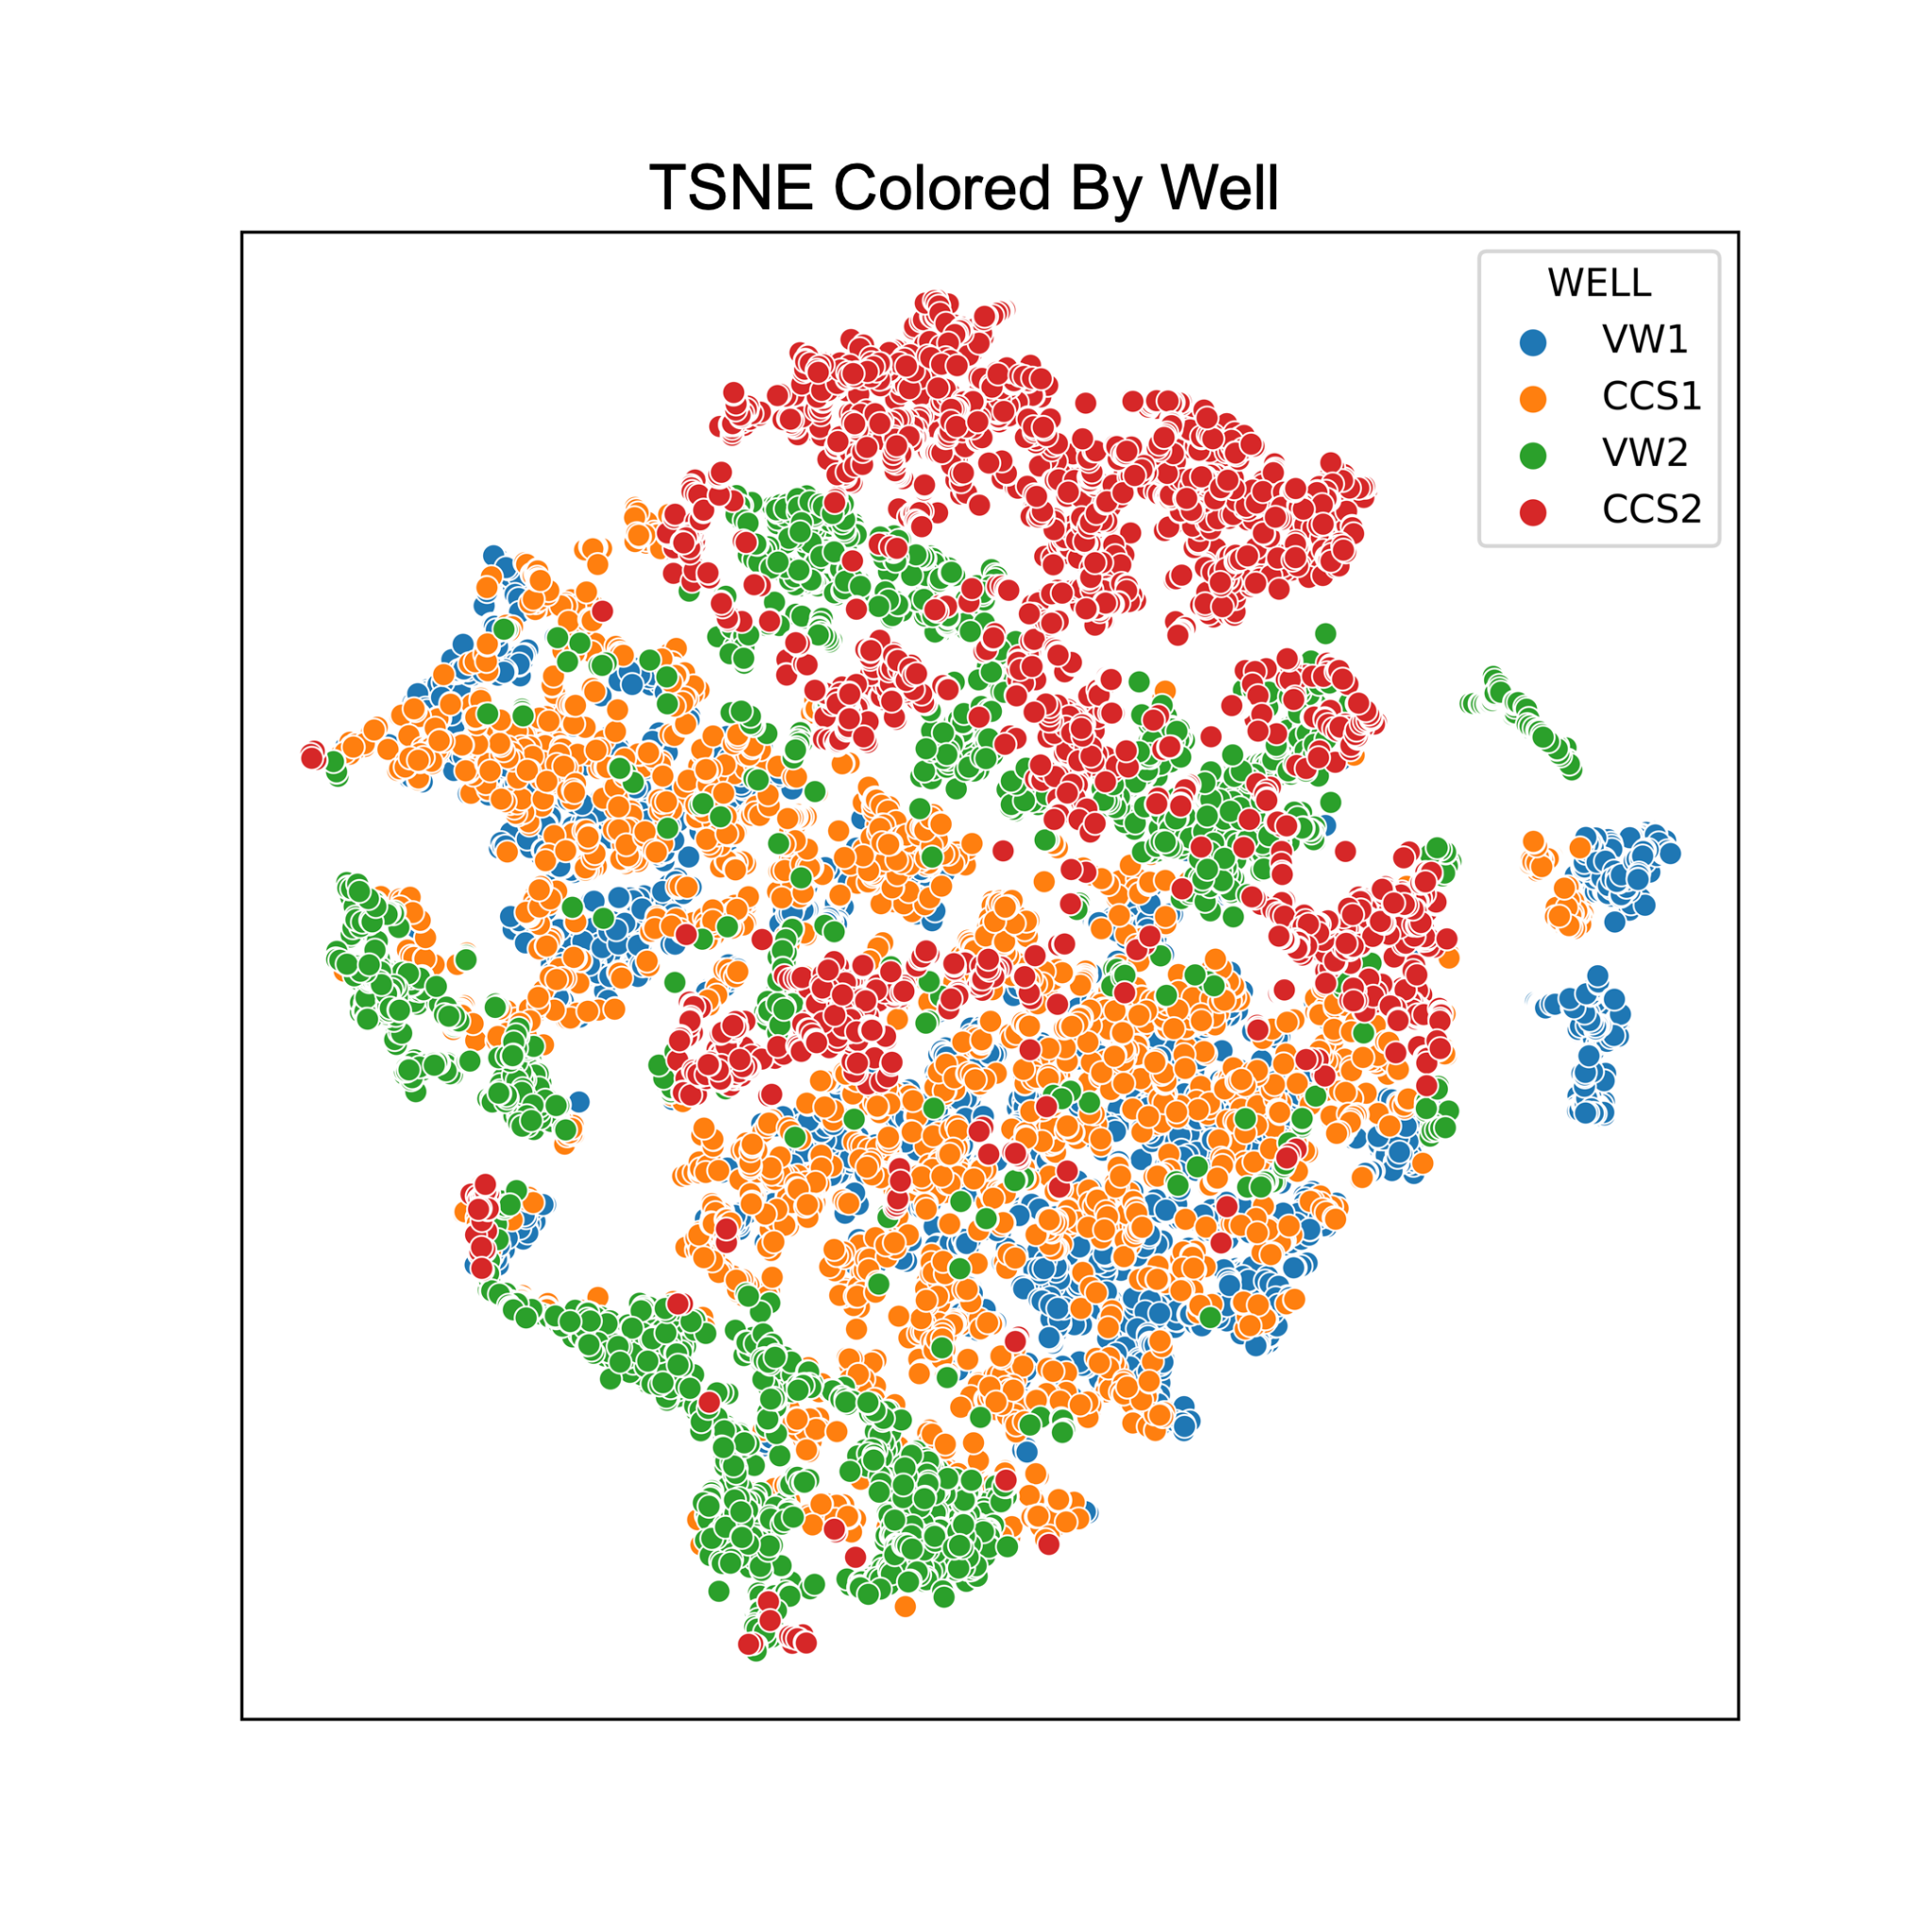 TSNE Colored By Well
WELL
VW1
CCS1
VW2
CCS2